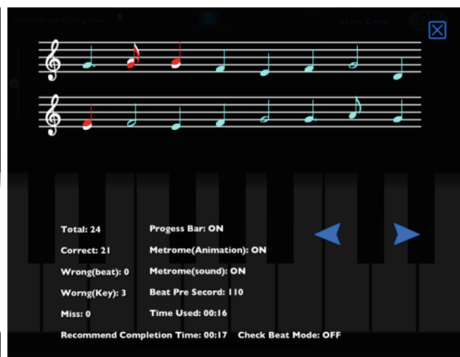 Total: 24 Progess Bar: ON
Correct: 21 Metrome(Animation): ON
Wrong(beat): 0 Metrome(sound): ON
Worng(Key): 3 Beat Pre Secord: 110
Miss: 0 Time Used: 00:16
Recommend Completion Time: 00:17 Check Beat Mode: OFF